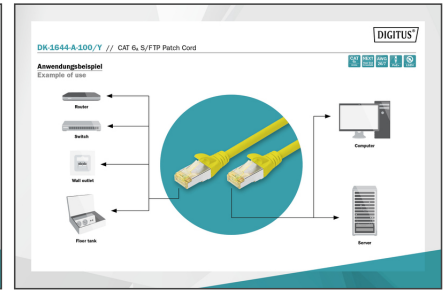 DIGITUS®
DK-1644-A-100/Y // CAT 6A S/FTP Patch Cord
Anwendungsbeispiel
Example of use
Router
Switch
Wall outlet
Floor tank
Computer
Server